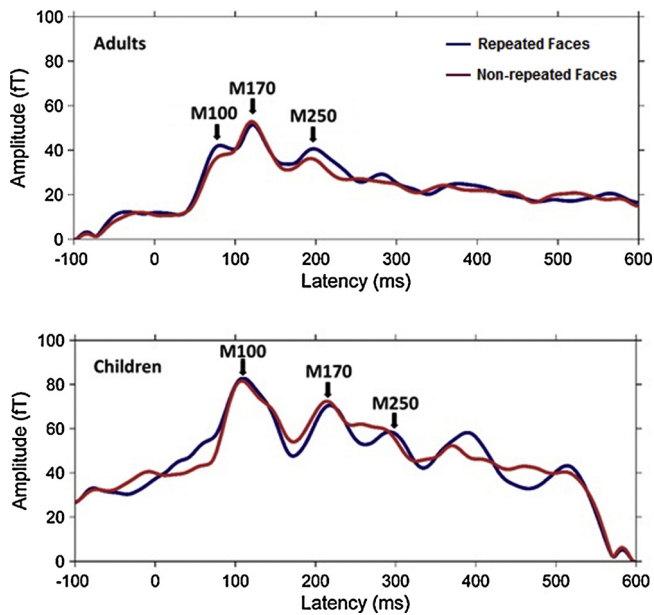 100
Adults
Repeated Faces
Non-repeated Faces
80
60
M170
M100
M250
40
20
0
Amplitude (fT)
-100 0 100 200 300 400 500 600
Latency (ms)
100
M100
Children
80
M170
M250
60
40
20
0
Amplitude (fT)
-100 0 100 200 300 400 500 600
Latency (ms)